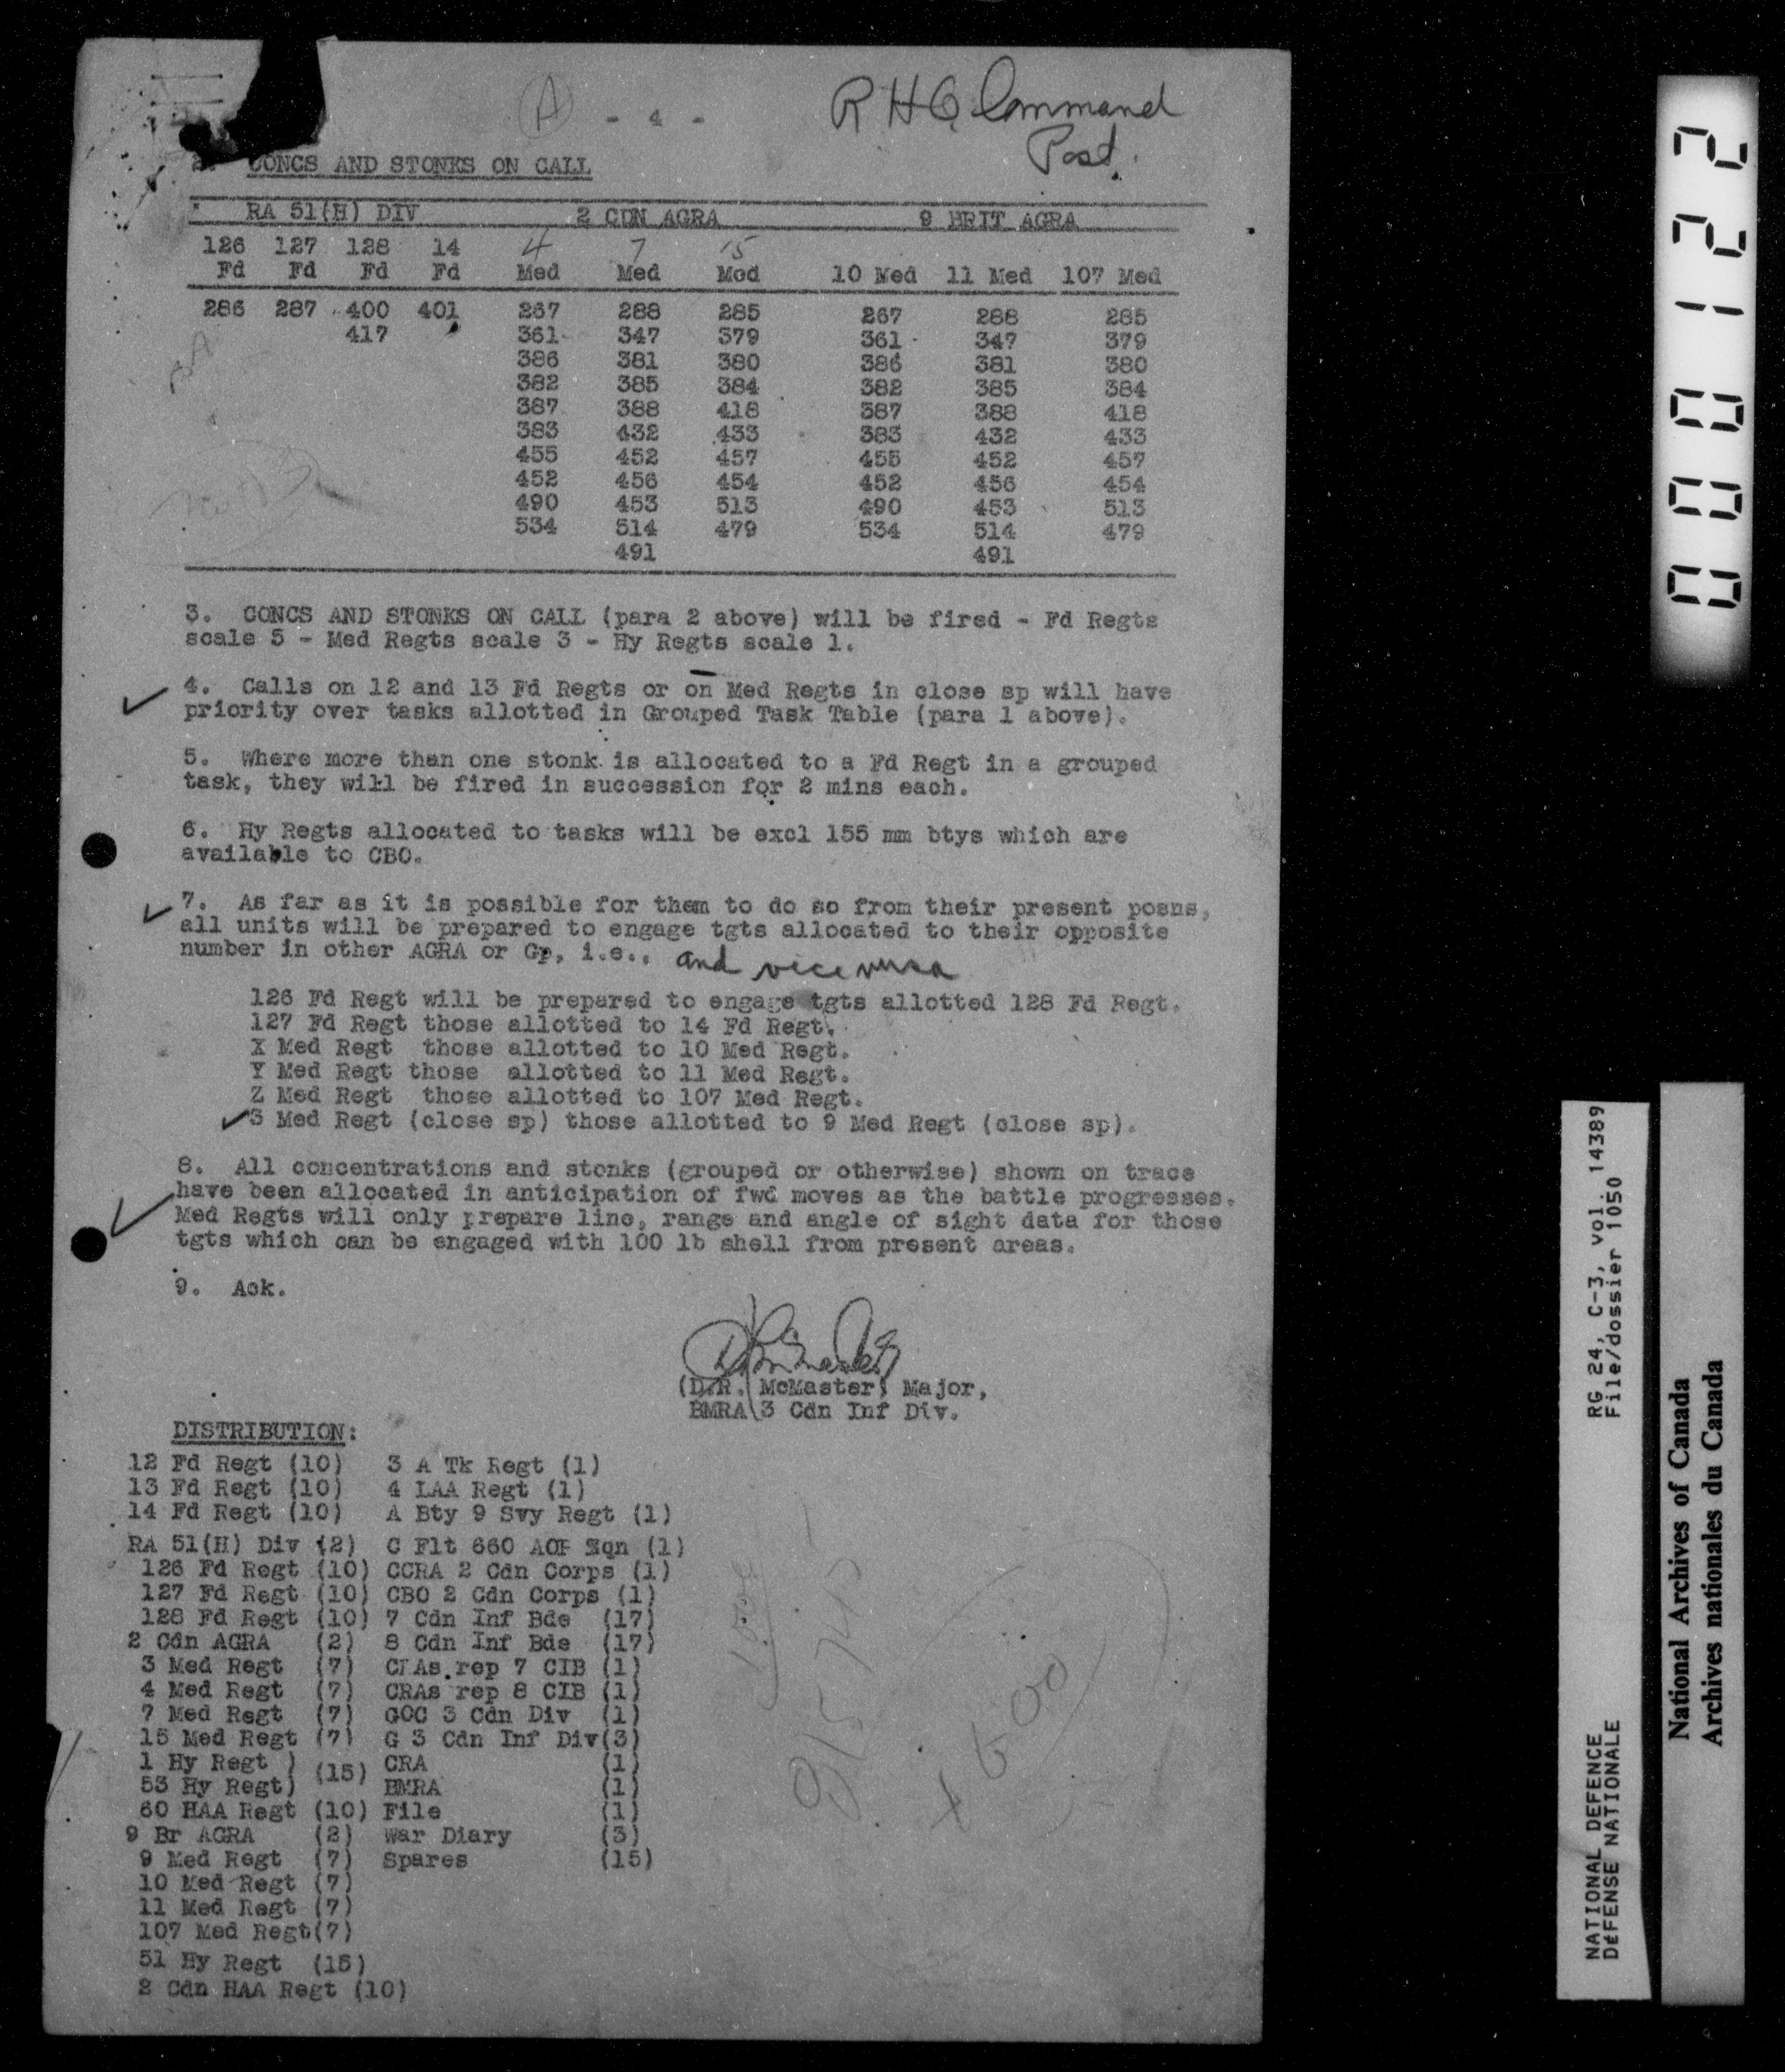 A
- 4 -
R H Q Command
Post.
2. CONCS AND STONKS ON CALL
RA 51(H) DIV 2 CDN AGRA 9 BRIT AGRA
126 127 128 14 4 7 15
Fd Fd Fd Fd Med Med Med 10 Med 11 Med 107 Med
286 287 400 401 267 288 285 267 288 285
417 361 347 379 361 347 379
386 381 380 386 381 380
382 385 384 382 385 384
387 388 418 387 388 418
383 432 433 383 432 433
455 452 457 455 452 457
452 456 454 452 456 454
490 453 513 490 453 513
534 514 479 534 514 479
491 491
3. CONCS AND STONKS ON CALL (para 2 above) will be fired - Fd Regts
scale 5 - Med Regts scale 3 - Hy Regts scale 1.
4. Calls on 12 and 13 Fd Regts or on Med Regts in close sp will have
priority over tasks allotted in Grouped Task Table (para 1 above).
5. Where more than one stonk is allocated to a Fd Regt in a grouped
task, they will be fired in succession for 2 mins each.
6. Hy Regts allocated to tasks will be excl 155 mm btys which are
available to CBO.
7. As far as it is possible for them to do so from their present posns,
all units will be prepared to engage tgts allocated to their opposite
number in other AGRA or Gp, i.e., and vice versa
126 Fd Regt will be prepared to engage tgts allotted 128 Fd Regt.
127 Fd Regt those allotted to 14 Fd Regt.
X Med Regt those allotted to 10 Med Regt.
Y Med Regt those allotted to 11 Med Regt.
Z Med Regt those allotted to 107 Med Regt.
3 Med Regt (close sp) those allotted to 9 Med Regt (close sp).
8. All concentrations and stonks (grouped or otherwise) shown on trace
have been allocated in anticipation of fwd moves as the battle progresses.
Med Regts will only prepare line, range and angle of sight data for those
tgts which can be engaged with 100 lb shell from present areas.
9. Ack.
(D.R. McMaster) Major,
BMRA 3 Cdn Inf Div.
DISTRIBUTION:
12 Fd Regt (10) 3 A Tk Regt (1)
13 Fd Regt (10) 4 LAA Regt (1)
14 Fd Regt (10) A Bty 9 Svy Regt (1)
RA 51(H) Div (2) C Flt 660 AOP Sqn (1)
126 Fd Regt (10) CCRA 2 Cdn Corps (1)
127 Fd Regt (10) CBO 2 Cdn Corps (1)
128 Fd Regt (10) 7 Cdn Inf Bde (17)
2 Cdn AGRA (2) 8 Cdn Inf Bde (17)
3 Med Regt (7) CRAs rep 7 CIB (1)
4 Med Regt (7) CRAs rep 8 CIB (1)
7 Med Regt (7) GOC 3 Cdn Div (1)
15 Med Regt (7) G 3 Cdn Inf Div(3)
1 Hy Regt ) (15) CRA (1)
53 Hy Regt) BMRA (1)
60 HAA Regt (10) File (1)
9 Br AGRA (2) War Diary (3)
9 Med Regt (7) Spares (15)
10 Med Regt (7)
11 Med Regt (7)
107 Med Regt(7)
51 Hy Regt (15)
2 Cdn HAA Regt (10)
+ 600
0000122
RG 24, C-3, vol. 14389
File/dossier 1050
NATIONAL DEFENCE
DÉFENSE NATIONALE
National Archives of Canada
Archives nationales du Canada